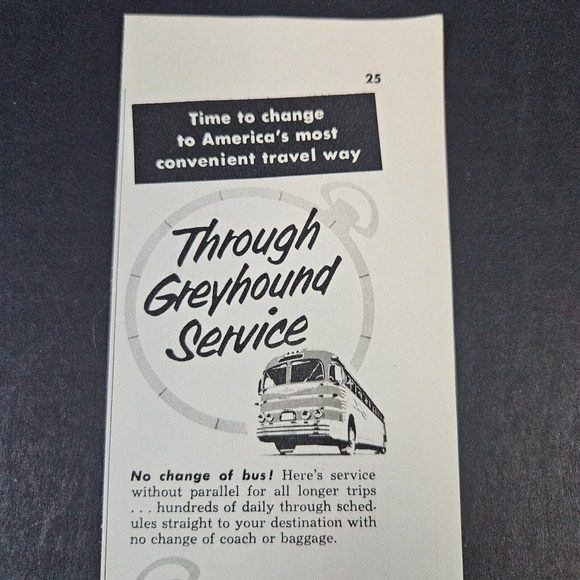 25
Time to change
to America's most
convenient travel way
Through
Greyhound
Service
No change of bus! Here's service
without parallel for all longer trips
. . . hundreds of daily through sched-
ules straight to your destination with
no change of coach or baggage.